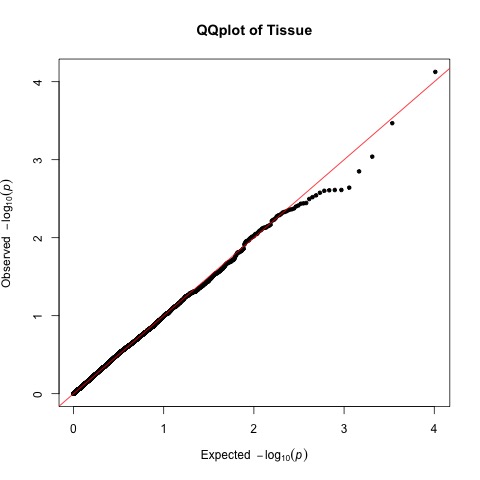 QQplot of Tissue
Observed −log₁₀(p)
4
3
2
1
0
0 1 2 3 4
Expected −log₁₀(p)